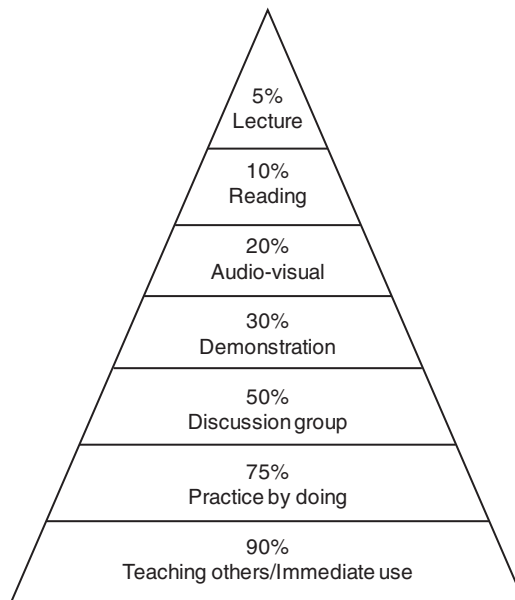 5%
Lecture
10%
Reading
20%
Audio-visual
30%
Demonstration
50%
Discussion group
75%
Practice by doing
90%
Teaching others/Immediate use